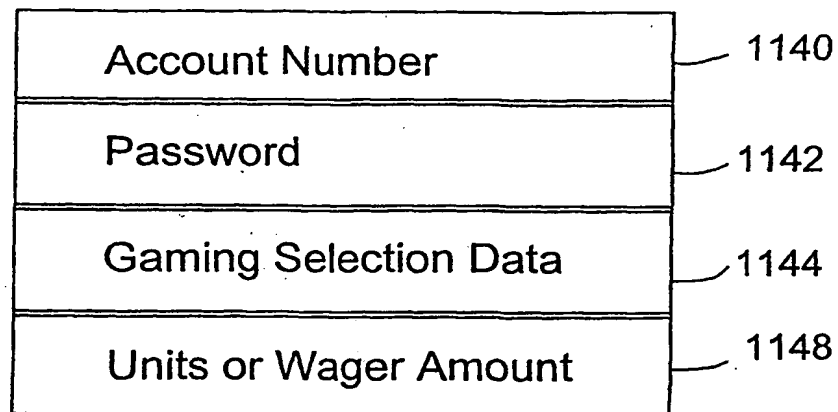 Account Number 1140
Password 1142
Gaming Selection Data 1144
Units or Wager Amount 1148